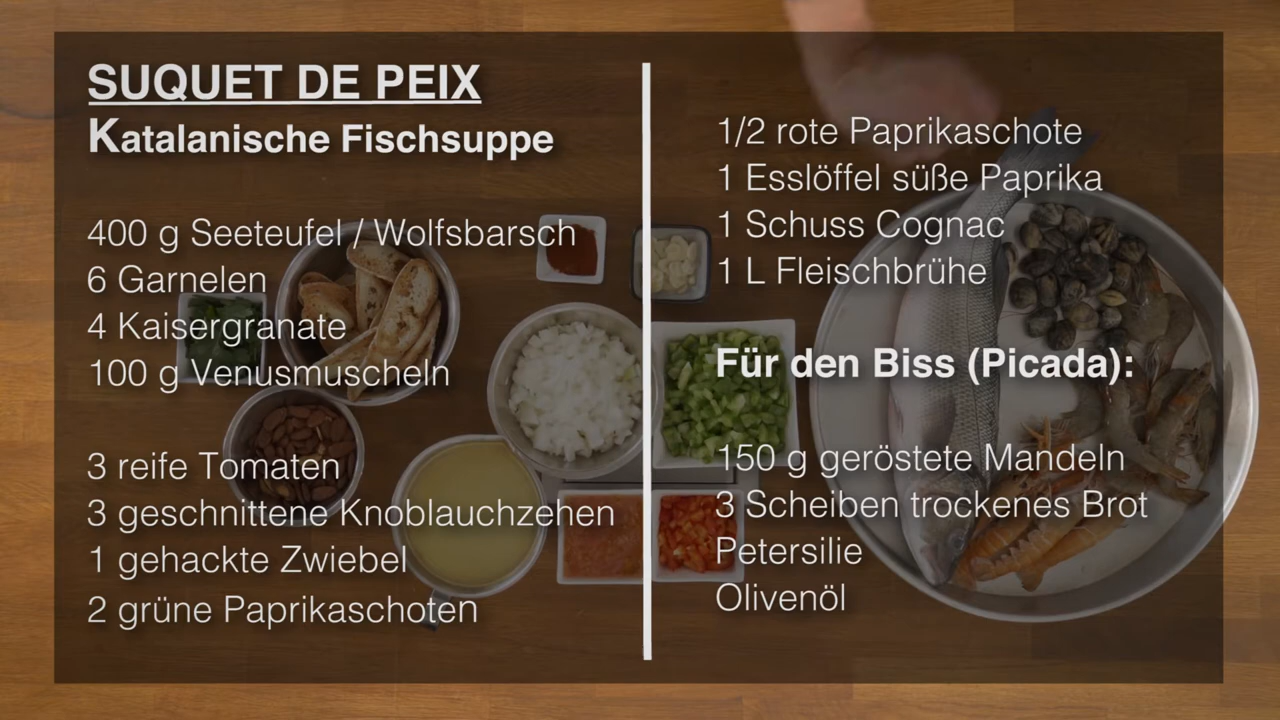 SUQUET DE PEIX
Katalanische Fischsuppe
400 g Seeteufel / Wolfsbarsch
6 Garnelen
4 Kaisergranate
100 g Venusmuscheln
3 reife Tomaten
3 geschnittene Knoblauchzehen
1 gehackte Zwiebel
2 grüne Paprikaschoten
1/2 rote Paprikaschote
1 Esslöffel süße Paprika
1 Schuss Cognac
1 L Fleischbrühe
Für den Biss (Picada):
150 g geröstete Mandeln
3 Scheiben trockenes Brot
Petersilie
Olivenöl